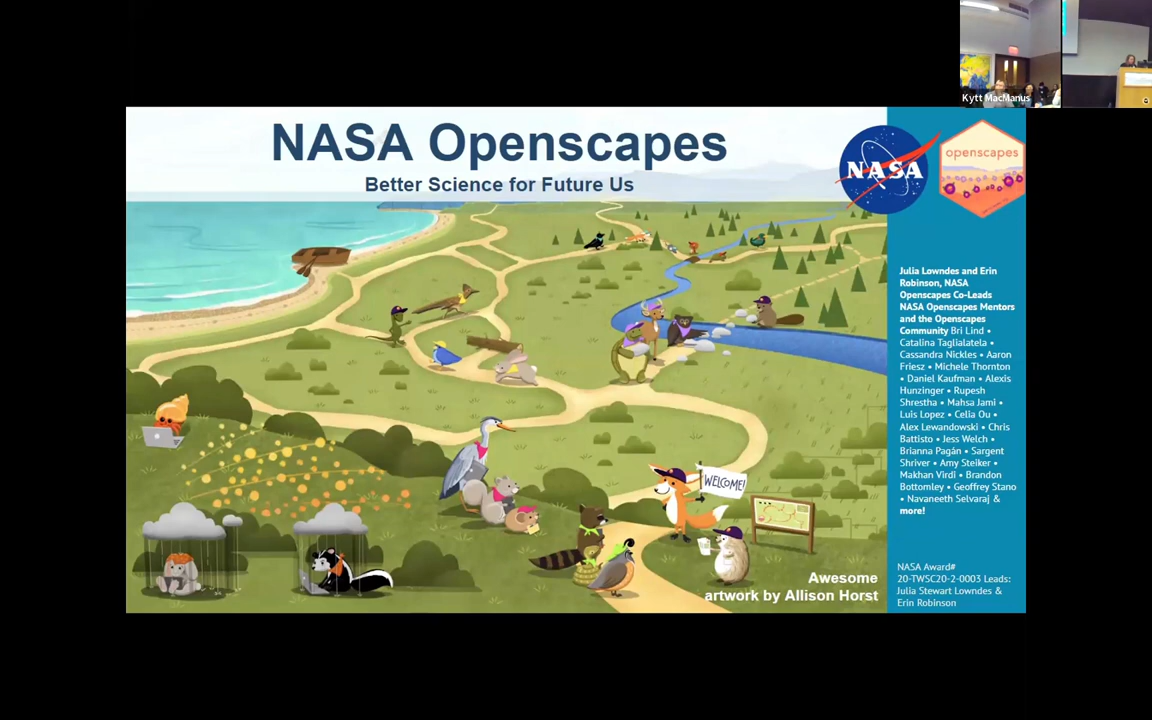 Kytt MacManus
NASA Openscapes
Better Science for Future Us
NASA
openscapes
Julia Lowndes and Erin
Robinson, NASA
Openscapes Co-Leads
NASA Openscapes Mentors
and the Openscapes
Community Bri Lind •
Catalina Taglialatela •
Cassandra Nickles • Aaron
Friesz • Michele Thornton
• Daniel Kaufman • Alexis
Hunzinger • Rupesh
Shrestha • Mahsa Jami •
Luis Lopez • Celia Ou •
Alex Lewandowski • Chris
Battisto • Jess Welch •
Brianna Pagán • Sargent
Shriver • Amy Steiker •
Makhan Virdi • Brandon
Bottomley • Geoffrey Stano
• Navaneeth Selvaraj &
more!
WELCOME!
Awesome
artwork by Allison Horst
NASA Award#
20-TWSC20-2-0003 Leads:
Julia Stewart Lowndes &
Erin Robinson